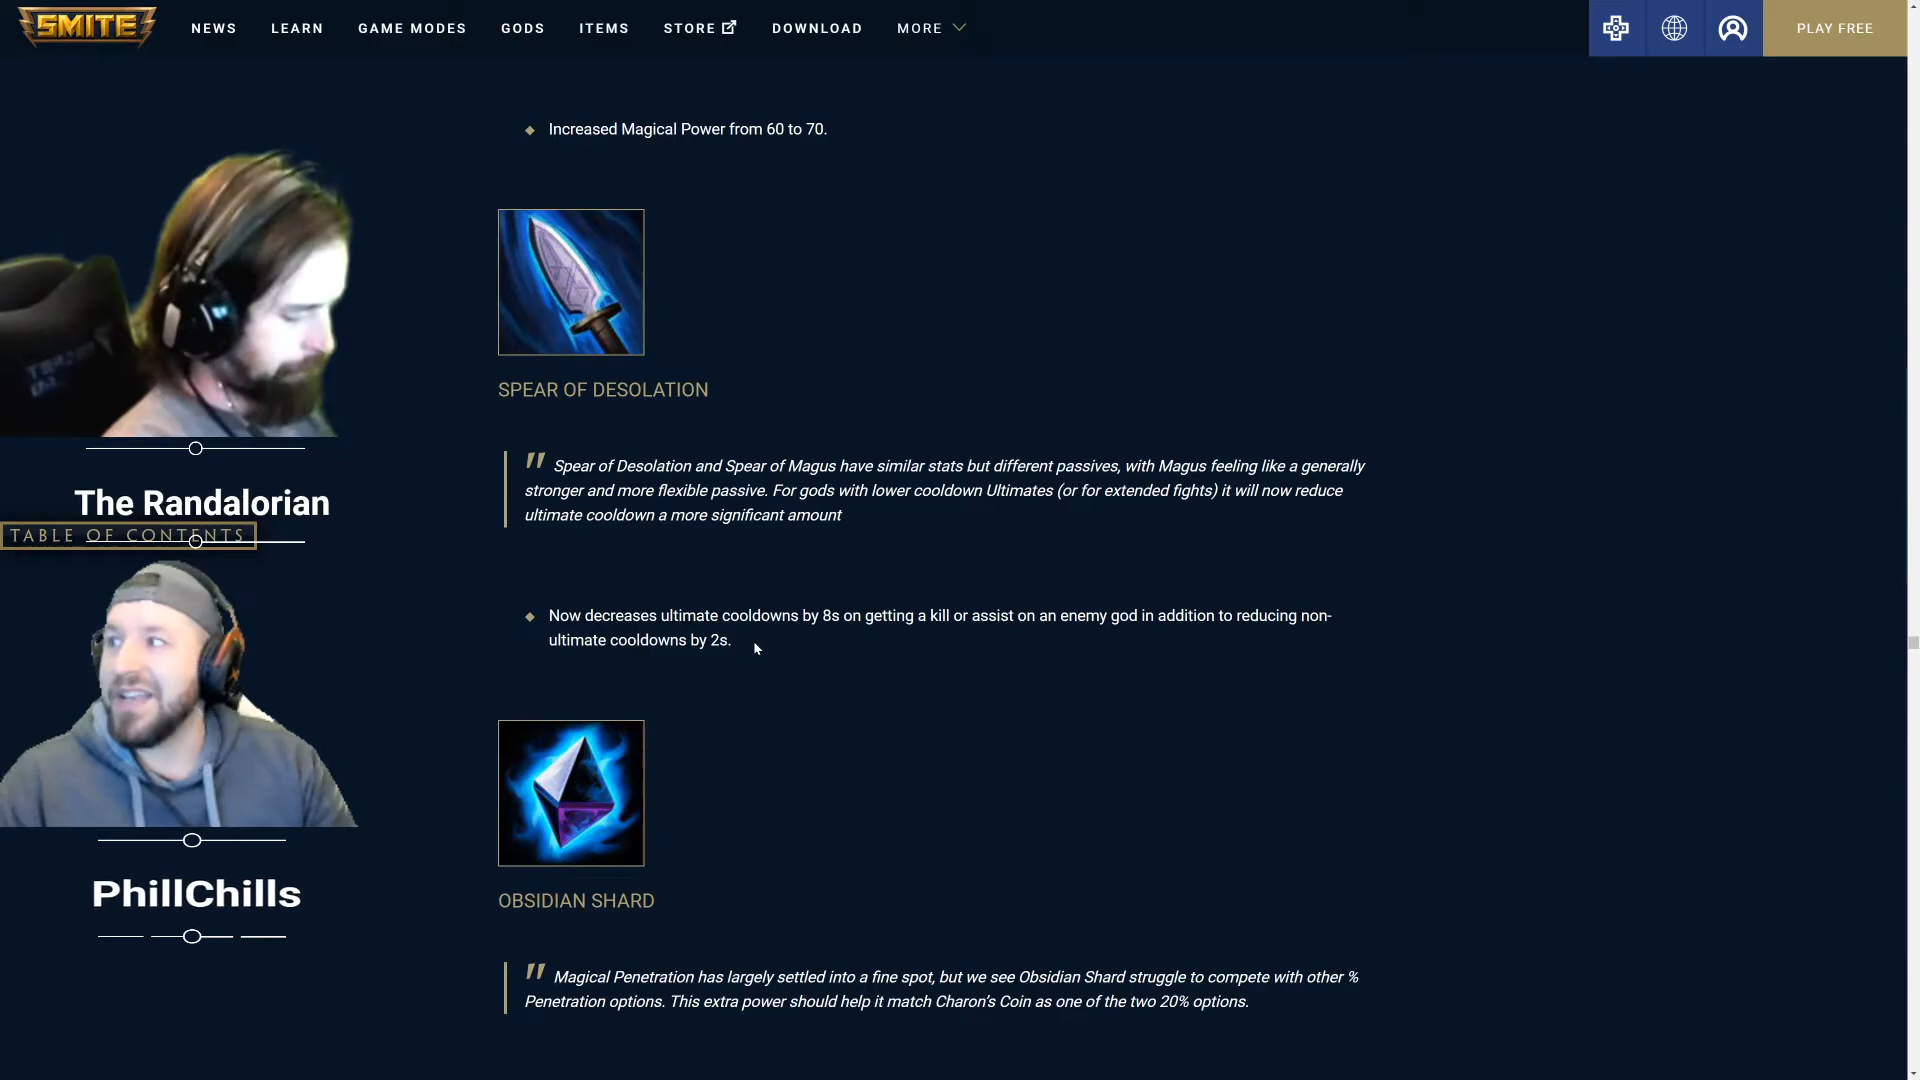 SMITE
NEWS LEARN GAME MODES GODS ITEMS STORE DOWNLOAD MORE PLAY FREE
Increased Magical Power from 60 to 70.
SPEAR OF DESOLATION
" Spear of Desolation and Spear of Magus have similar stats but different passives, with Magus feeling like a generally
stronger and more flexible passive. For gods with lower cooldown Ultimates (or for extended fights) it will now reduce
ultimate cooldown a more significant amount
Now decreases ultimate cooldowns by 8s on getting a kill or assist on an enemy god in addition to reducing non-
ultimate cooldowns by 2s.
OBSIDIAN SHARD
" Magical Penetration has largely settled into a fine spot, but we see Obsidian Shard struggle to compete with other %
Penetration options. This extra power should help it match Charon's Coin as one of the two 20% options.
The Randalorian
TABLE OF CONTENTS
PhillChills